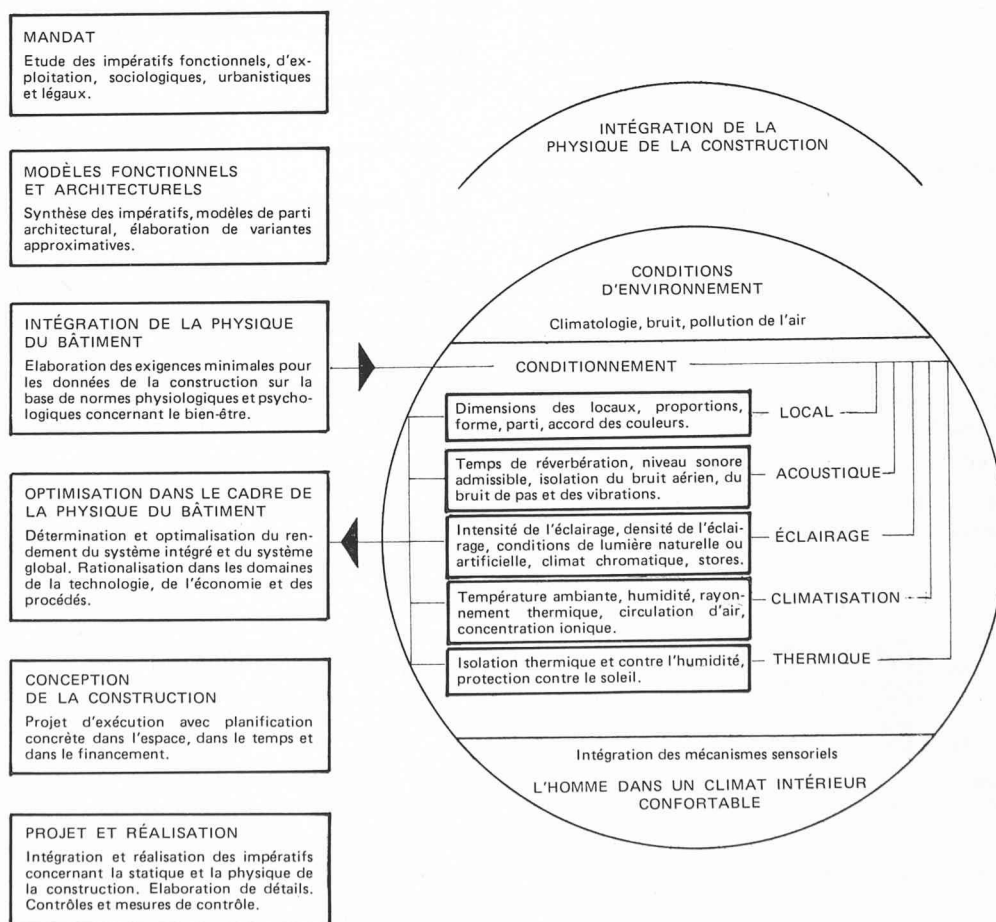 MANDAT
Etude des impératifs fonctionnels, d'ex-
ploitation, sociologiques, urbanistiques
et légaux.
MODÈLES FONCTIONNELS
ET ARCHITECTURELS
Synthèse des impératifs, modèles de parti
architectural, élaboration de variantes
approximatives.
INTÉGRATION DE LA PHYSIQUE
DU BÂTIMENT
Elaboration des exigences minimales pour
les données de la construction sur la
base de normes physiologiques et psycho-
logiques concernant le bien-être.
OPTIMISATION DANS LE CADRE DE
LA PHYSIQUE DU BÂTIMENT
Détermination et optimalisation du ren-
dement du système intégré et du système
global. Rationalisation dans les domaines
de la technologie, de l'économie et des
procédés.
CONCEPTION
DE LA CONSTRUCTION
Projet d'exécution avec planification
concrète dans l'espace, dans le temps et
dans le financement.
PROJET ET RÉALISATION
Intégration et réalisation des impératifs
concernant la statique et la physique de
la construction. Elaboration de détails.
Contrôles et mesures de contrôle.
INTÉGRATION DE LA
PHYSIQUE DE LA CONSTRUCTION
CONDITIONS
D'ENVIRONNEMENT
Climatologie, bruit, pollution de l'air
CONDITIONNEMENT
Dimensions des locaux, proportions,
forme, parti, accord des couleurs.
LOCAL
Temps de réverbération, niveau sonore
admissible, isolation du bruit aérien, du
bruit de pas et des vibrations.
ACOUSTIQUE
Intensité de l'éclairage, densité de l'éclai-
rage, conditions de lumière naturelle ou
artificielle, climat chromatique, stores.
ÉCLAIRAGE
Température ambiante, humidité, rayon-
nement thermique, circulation d'air,
concentration ionique.
CLIMATISATION
Isolation thermique et contre l'humidité,
protection contre le soleil.
THERMIQUE
Intégration des mécanismes sensoriels
L'HOMME DANS UN CLIMAT INTÉRIEUR
CONFORTABLE